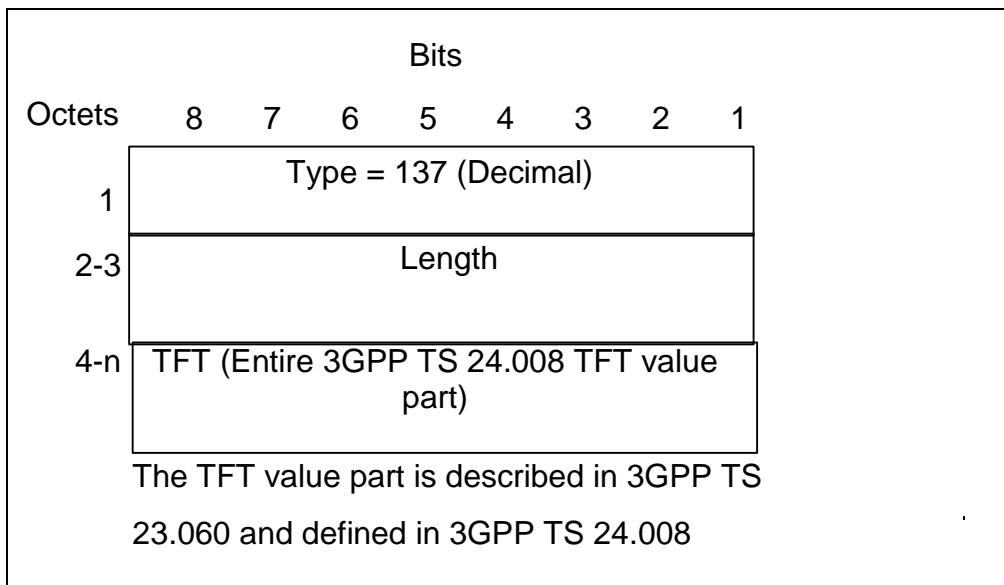 Bits
Octets 8 7 6 5 4 3 2 1
1 Type = 137 (Decimal)
2-3 Length
4-n TFT (Entire 3GPP TS 24.008 TFT value
part)
The TFT value part is described in 3GPP TS
23.060 and defined in 3GPP TS 24.008